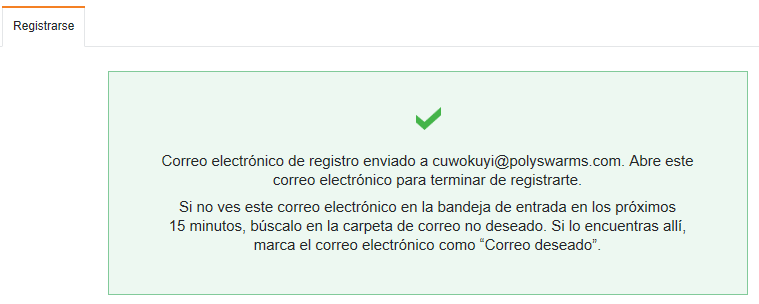 Registrarse
Correo electrónico de registro enviado a cuwokuyi@polyswarms.com. Abre este
correo electrónico para terminar de registrarte.
Si no ves este correo electrónico en la bandeja de entrada en los próximos
15 minutos, búscalo en la carpeta de correo no deseado. Si lo encuentras allí,
marca el correo electrónico como “Correo deseado”.